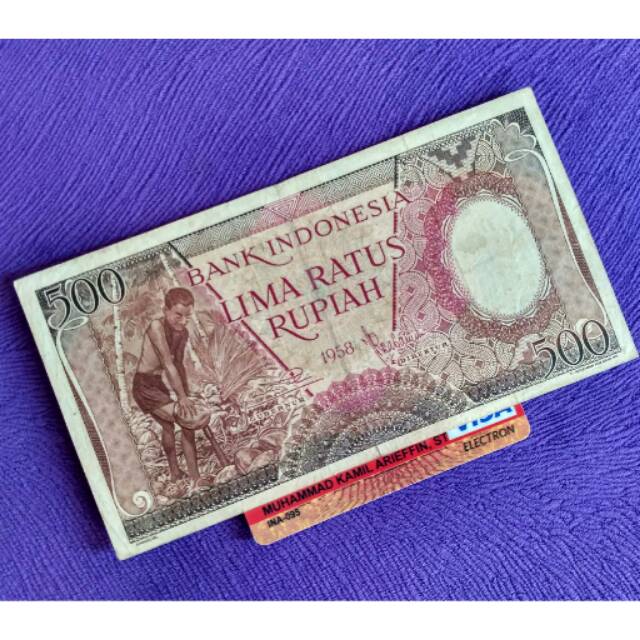 500
BANK INDONESIA
LIMA RATUS
RUPIAH
1958
500
VISA
ELECTRON
MUHAMMAD KAMIL ARIEFFIN, ST
INA-095